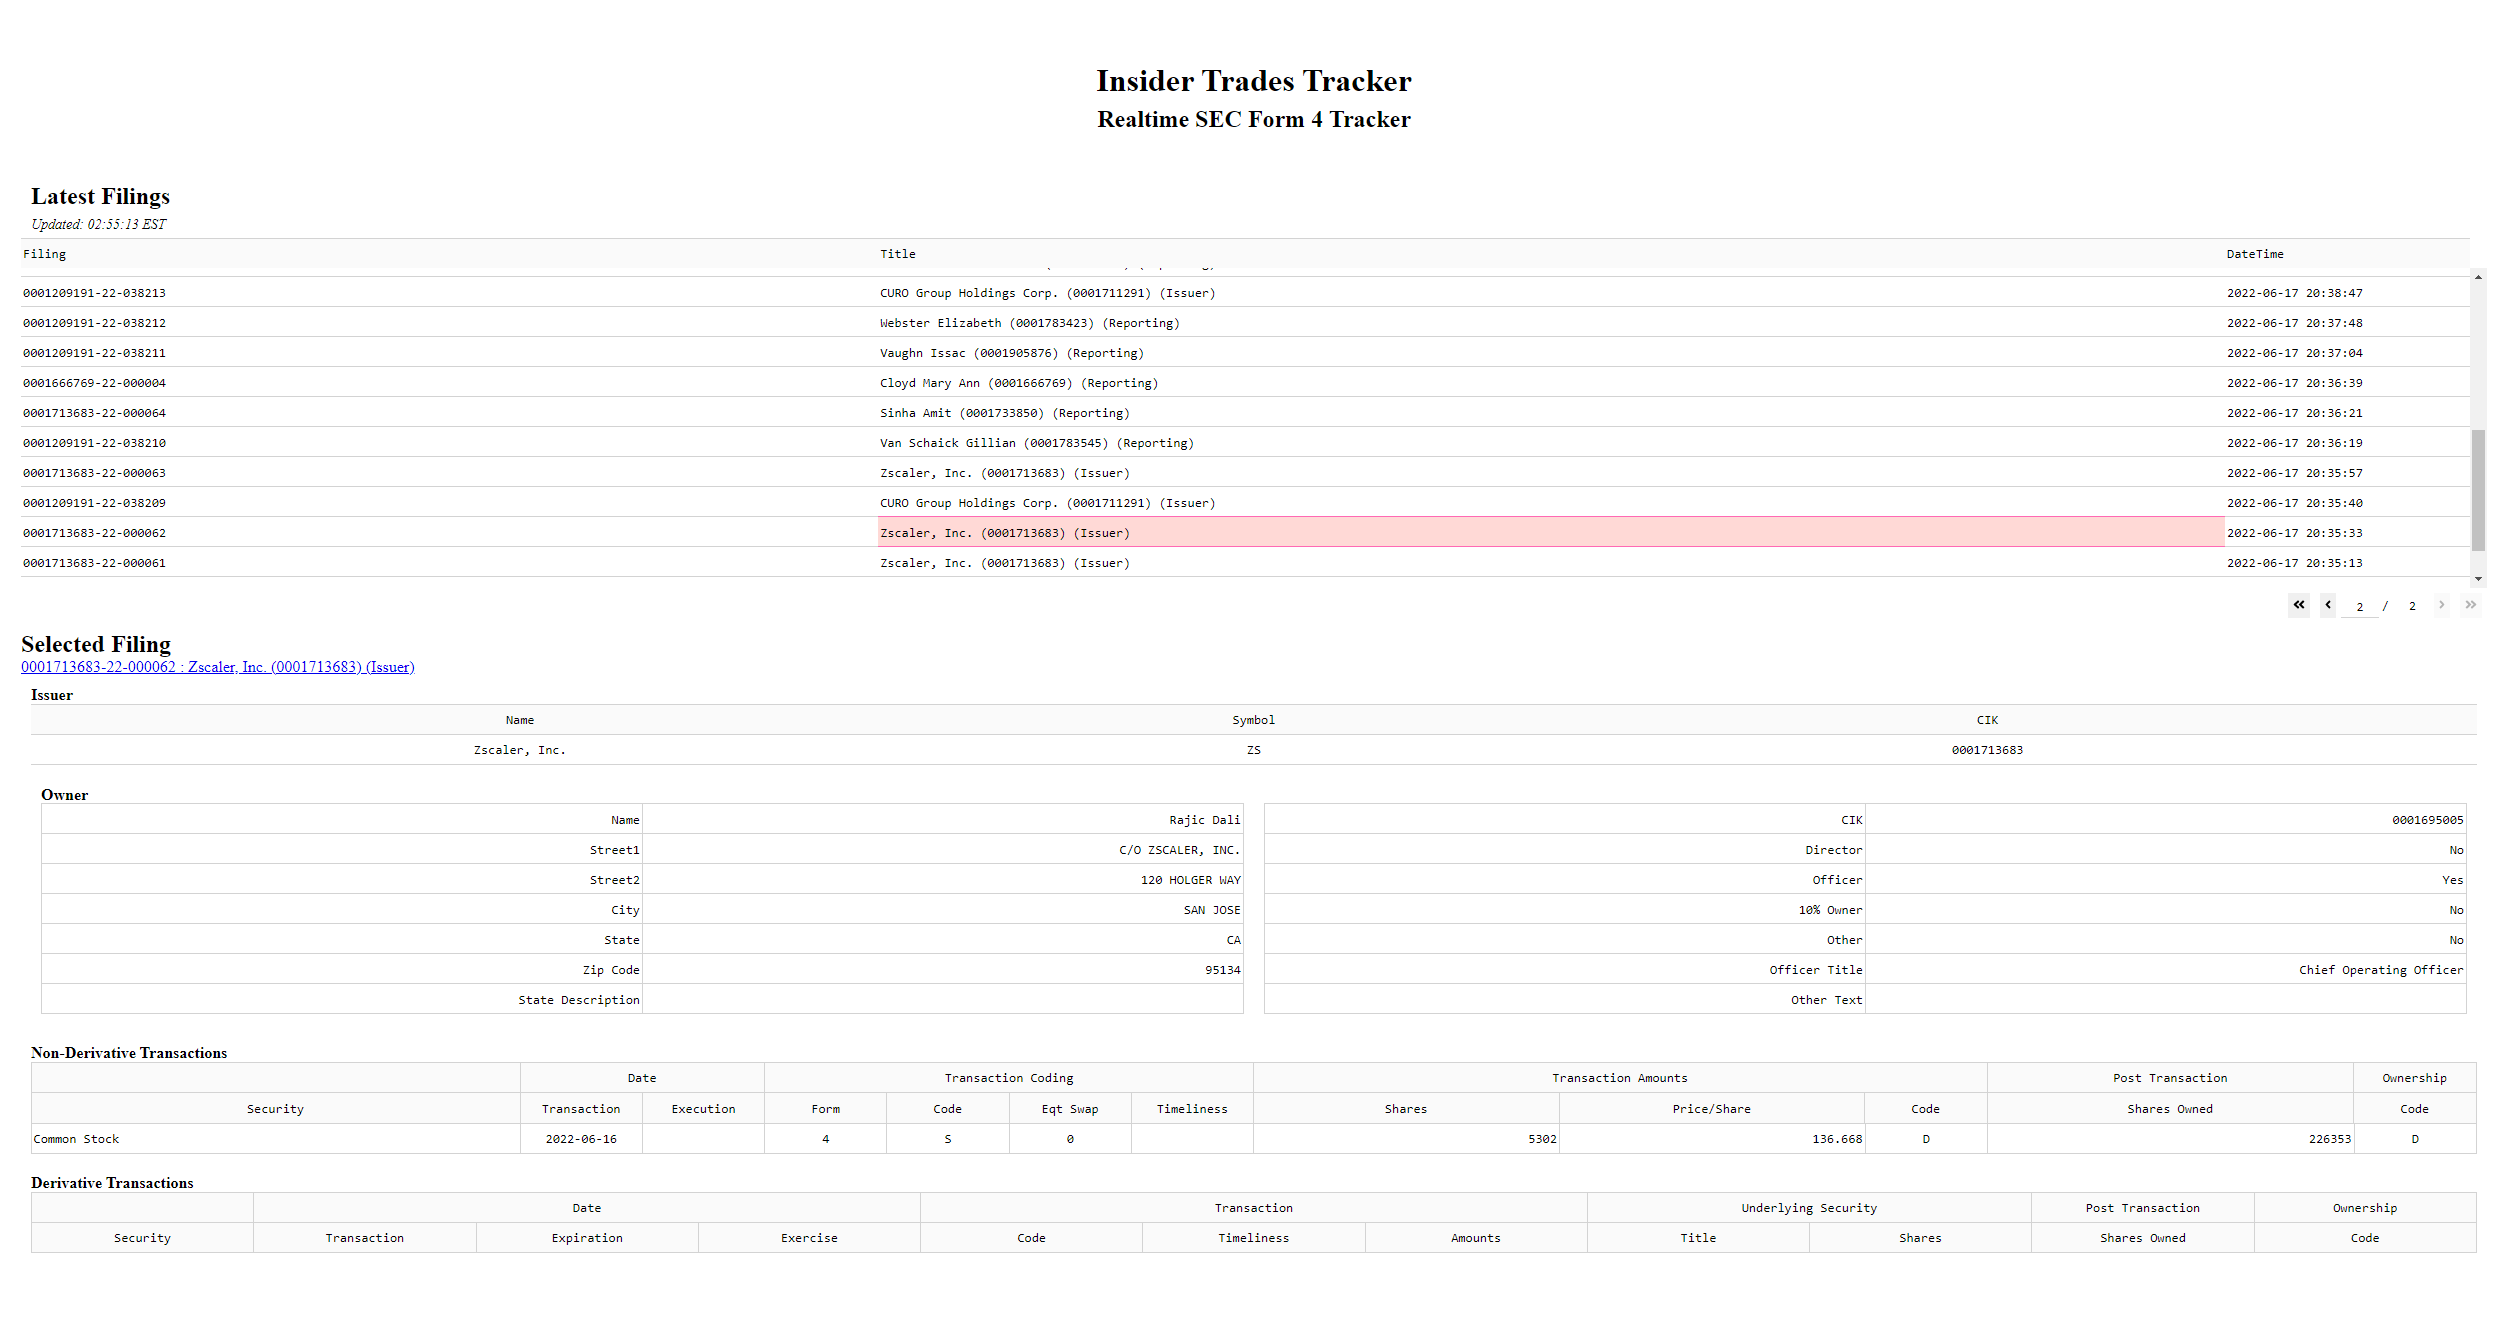 Insider Trades Tracker
Realtime SEC Form 4 Tracker
Latest Filings
Updated: 02:55:13 EST
Filing Title DateTime
0001209191-22-038213 CURO Group Holdings Corp. (0001711291) (Issuer) 2022-06-17 20:38:47
0001209191-22-038212 Webster Elizabeth (0001783423) (Reporting) 2022-06-17 20:37:48
0001209191-22-038211 Vaughn Issac (0001905876) (Reporting) 2022-06-17 20:37:04
0001666769-22-000004 Cloyd Mary Ann (0001666769) (Reporting) 2022-06-17 20:36:39
0001713683-22-000064 Sinha Amit (0001733850) (Reporting) 2022-06-17 20:36:21
0001209191-22-038210 Van Schaick Gillian (0001783545) (Reporting) 2022-06-17 20:36:19
0001713683-22-000063 Zscaler, Inc. (0001713683) (Issuer) 2022-06-17 20:35:57
0001209191-22-038209 CURO Group Holdings Corp. (0001711291) (Issuer) 2022-06-17 20:35:40
0001713683-22-000062 Zscaler, Inc. (0001713683) (Issuer) 2022-06-17 20:35:33
0001713683-22-000061 Zscaler, Inc. (0001713683) (Issuer) 2022-06-17 20:35:13
« ‹ 2 / 2 › »
Selected Filing
0001713683-22-000062 : Zscaler, Inc. (0001713683) (Issuer)
Issuer
Name Symbol CIK
Zscaler, Inc. ZS 0001713683
Owner
Name Rajic Dali CIK 0001695005
Street1 C/O ZSCALER, INC. Director No
Street2 120 HOLGER WAY Officer Yes
City SAN JOSE 10% Owner No
State CA Other No
Zip Code 95134 Officer Title Chief Operating Officer
State Description Other Text
Non-Derivative Transactions
Date Transaction Coding Transaction Amounts Post Transaction Ownership
Security Transaction Execution Form Code Eqt Swap Timeliness Shares Price/Share Code Shares Owned Code
Common Stock 2022-06-16 4 S 0 5302 136.668 D 226353 D
Derivative Transactions
Date Transaction Underlying Security Post Transaction Ownership
Security Transaction Expiration Exercise Code Timeliness Amounts Title Shares Shares Owned Code